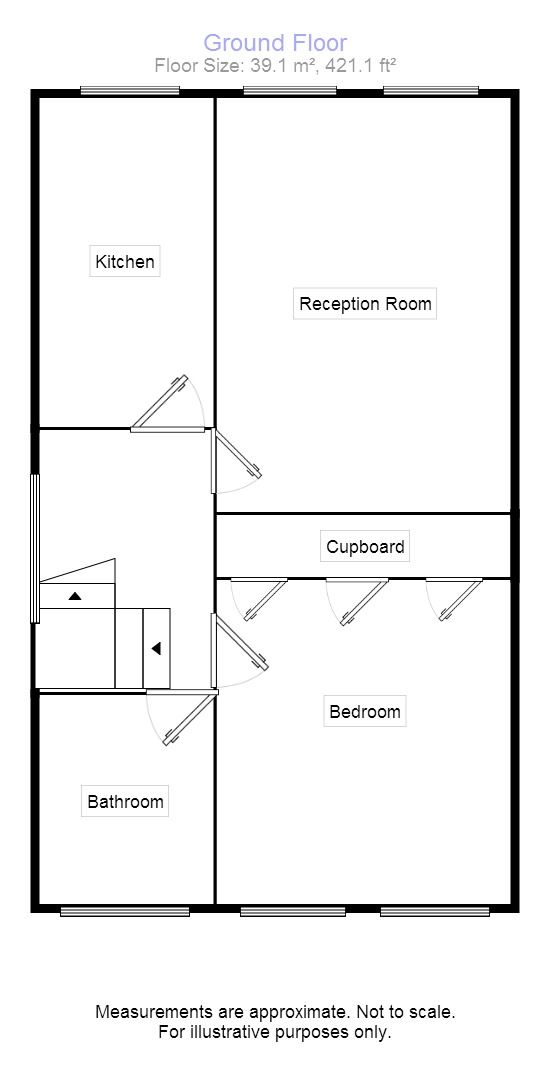 Ground Floor
Floor Size: 39.1 m², 421.1 ft²
Kitchen
Reception Room
Cupboard
Bedroom
Bathroom
Measurements are approximate. Not to scale.
For illustrative purposes only.